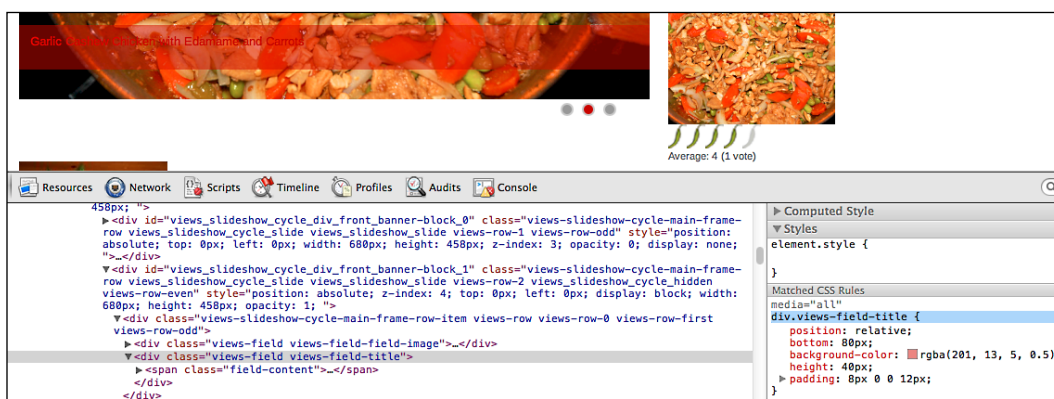 Garlic Cashew Chicken with Edamame and Carrots
Average: 4 (1 vote)
Resources Network Scripts Timeline Profiles Audits Console
458px; ">
▶<div id="views_slideshow_cycle_div_front_banner-block_0" class="views-slideshow-cycle-main-frame-
row views_slideshow_cycle_slide views_slideshow_slide views-row-1 views-row-odd" style="position:
absolute; top: 0px; left: 0px; width: 680px; height: 458px; z-index: 3; opacity: 0; display: none;
">…</div>
▼<div id="views_slideshow_cycle_div_front_banner-block_1" class="views-slideshow-cycle-main-frame-
row views_slideshow_cycle_slide views_slideshow_slide views-row-2 views_slideshow_cycle_hidden
views-row-even" style="position: absolute; z-index: 4; top: 0px; left: 0px; display: block; width:
680px; height: 458px; opacity: 1; ">
▼<div class="views-slideshow-cycle-main-frame-row-item views-row views-row-0 views-row-first
views-row-odd">
▶<div class="views-field views-field-field-image">…</div>
▼<div class="views-field views-field-title">
▶<span class="field-content">…</span>
</div>
</div>
▶ Computed Style
▼ Styles
element.style {
}
Matched CSS Rules
media="all"
div.views-field-title {
position: relative;
bottom: 80px;
background-color: rgba(201, 13, 5, 0.5)
height: 40px;
▶ padding: 8px 0 0 12px;
}